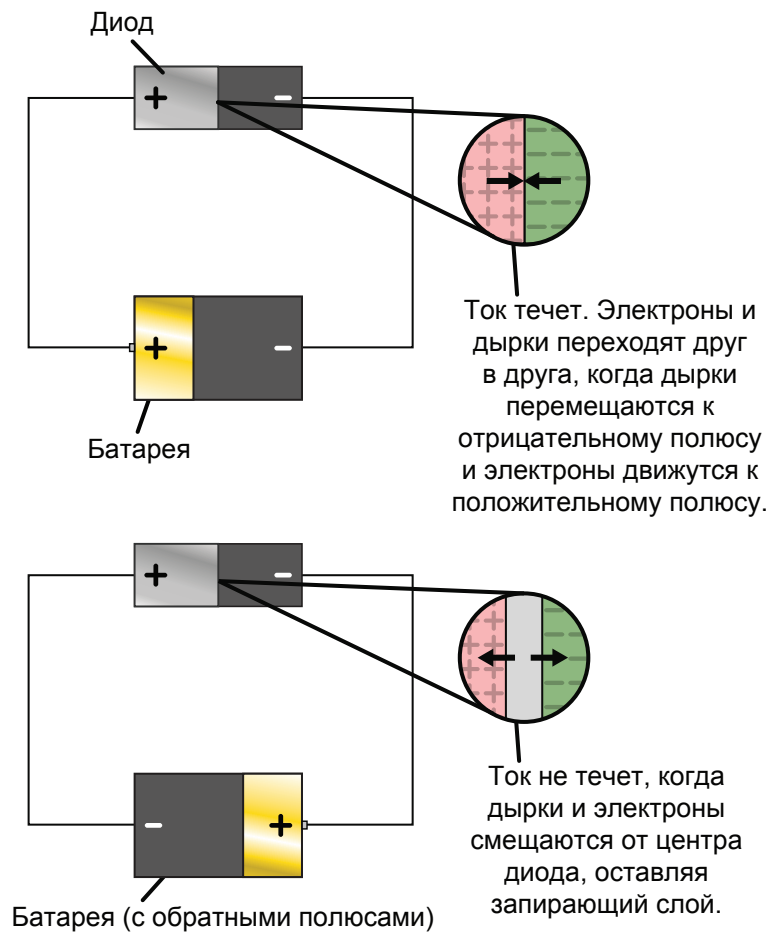 Диод
+ -
+ -
Батарея
Ток течет. Электроны и
дырки переходят друг
в друга, когда дырки
перемещаются к
отрицательному полюсу
и электроны движутся к
положительному полюсу.
+ -
- +
Батарея (с обратными полюсами)
Ток не течет, когда
дырки и электроны
смещаются от центра
диода, оставляя
запирающий слой.